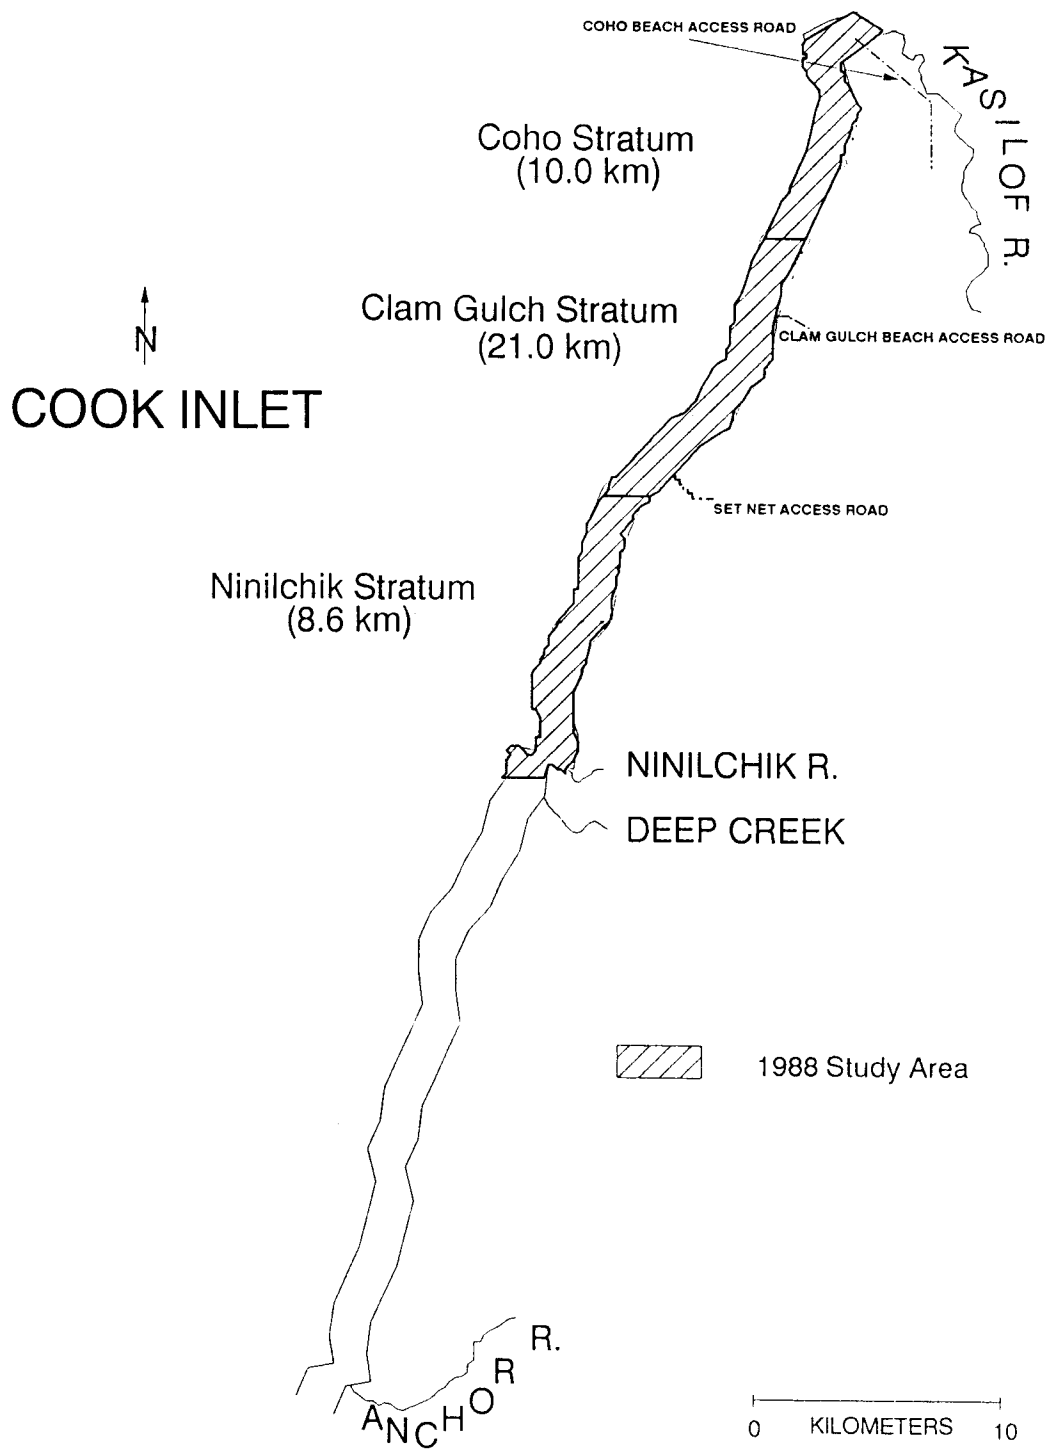 COHO BEACH ACCESS ROAD
KASILOF R.
Coho Stratum
(10.0 km)
Clam Gulch Stratum
(21.0 km)
CLAM GULCH BEACH ACCESS ROAD
N
COOK INLET
SET NET ACCESS ROAD
Ninilchik Stratum
(8.6 km)
NINILCHIK R.
DEEP CREEK
1988 Study Area
ANCHOR R.
0 KILOMETERS 10